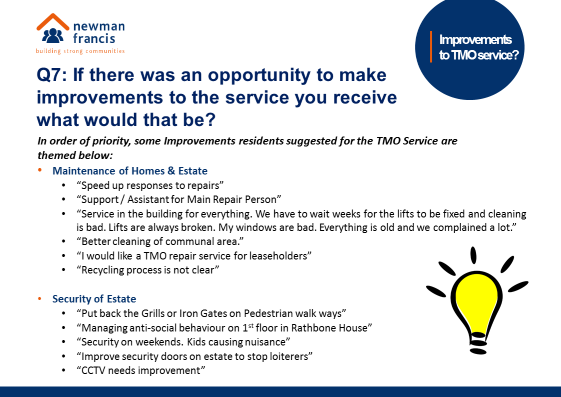 newman
francis
building strong communities
Improvements
to TMO service?
Q7: If there was an opportunity to make
improvements to the service you receive
what would that be?
In order of priority, some Improvements residents suggested for the TMO Service are
themed below:
• Maintenance of Homes & Estate
• “Speed up responses to repairs”
• “Support / Assistant for Main Repair Person”
• “Service in the building for everything. We have to wait weeks for the lifts to be fixed and cleaning
is bad. Lifts are always broken. My windows are bad. Everything is old and we complained a lot.”
• “Better cleaning of communal area.”
• “I would like a TMO repair service for leaseholders”
• “Recycling process is not clear”
• Security of Estate
• “Put back the Grills or Iron Gates on Pedestrian walk ways”
• “Managing anti-social behaviour on 1st floor in Rathbone House”
• “Security on weekends. Kids causing nuisance”
• “Improve security doors on estate to stop loiterers”
• “CCTV needs improvement”